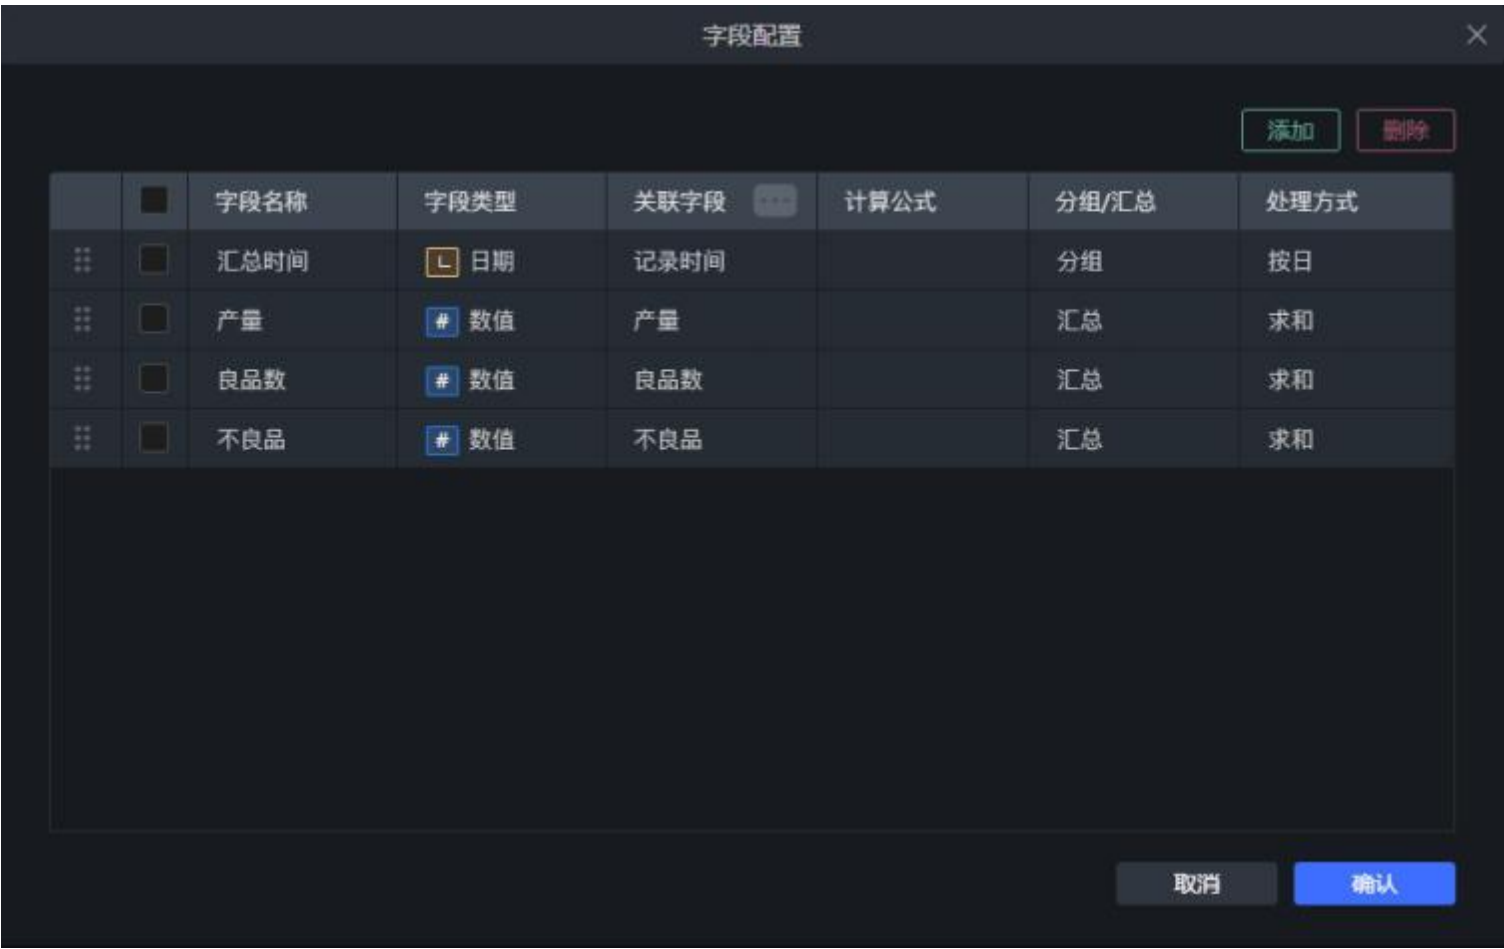 字段配置
添加 删除
字段名称 字段类型 关联字段 ... 计算公式 分组/汇总 处理方式
汇总时间 日期 记录时间 分组 按日
产量 # 数值 产量 汇总 求和
良品数 # 数值 良品数 汇总 求和
不良品 # 数值 不良品 汇总 求和
取消 确认